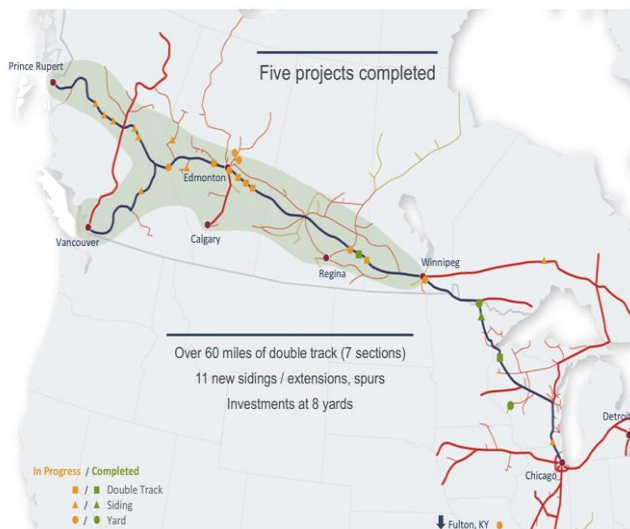 Prince Rupert
Five projects completed
Edmonton
Vancouver
Calgary
Regina
Winnipeg
Over 60 miles of double track (7 sections)
11 new sidings / extensions, spurs
Investments at 8 yards
Detroit
Chicago
In Progress / Completed
/ Double Track
/ Siding
/ Yard
Fulton, KY